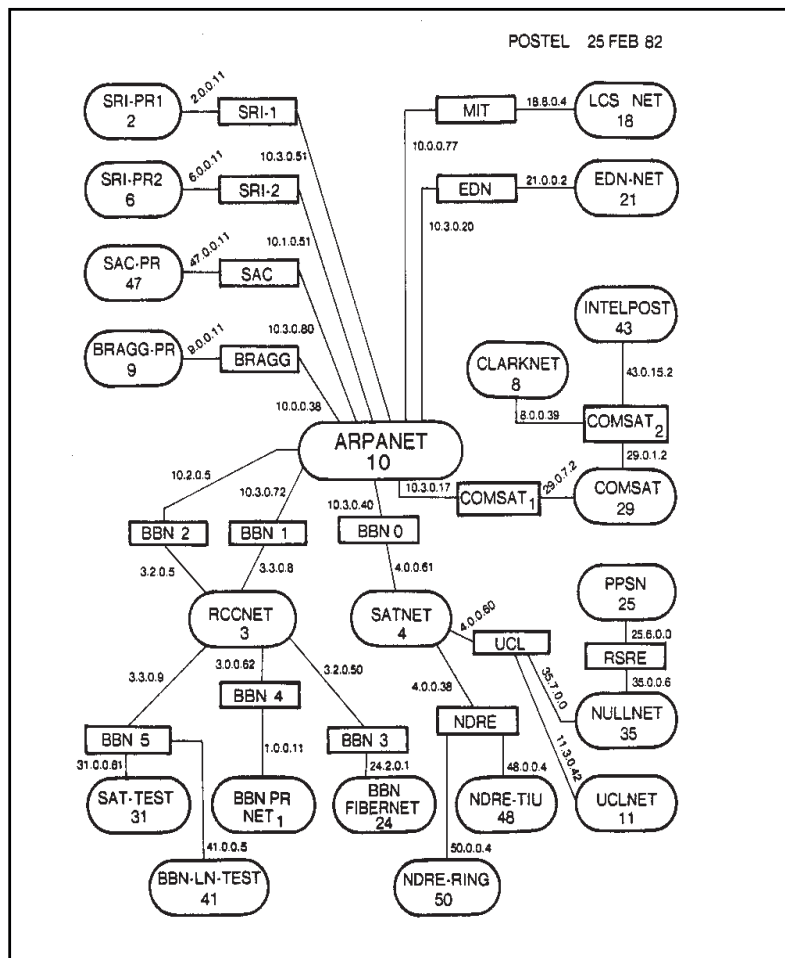 POSTEL 25 FEB 82
SRI-PR1
2
2.0.0.11
SRI-1
10.3.0.51
SRI-PR2
6
6.0.0.11
SRI-2
10.1.0.51
SAC-PR
47
47.0.0.11
SAC
10.3.0.80
BRAGG-PR
9
9.0.0.11
BRAGG
10.0.0.38
MIT
18.8.0.4
LCS NET
18
10.0.0.77
EDN
21.0.0.2
EDN-NET
21
10.3.0.20
INTELPOST
43
43.0.15.2
CLARKNET
8
8.0.0.39
COMSAT 2
29.0.1.2
ARPANET
10
10.3.0.17
COMSAT 1
29.0.7.2
COMSAT
29
10.2.0.5
10.3.0.72
10.3.0.40
BBN 2
BBN 1
BBN 0
3.2.0.5
3.3.0.8
4.0.0.61
RCCNET
3
SATNET
4
4.0.0.60
UCL
PPSN
25
25.6.0.0
RSRE
35.0.0.6
35.7.0.0
NULLNET
35
11.3.0.42
UCLNET
11
3.3.0.9
3.0.0.62
3.2.0.50
4.0.0.38
BBN 5
BBN 4
BBN 3
NDRE
31.0.0.61
1.0.0.11
24.2.0.1
48.0.0.4
SAT-TEST
31
BBN PR
NET 1
BBN
FIBERNET
24
NDRE-TIU
48
41.0.0.5
50.0.0.4
BBN-LN-TEST
41
NDRE-RING
50